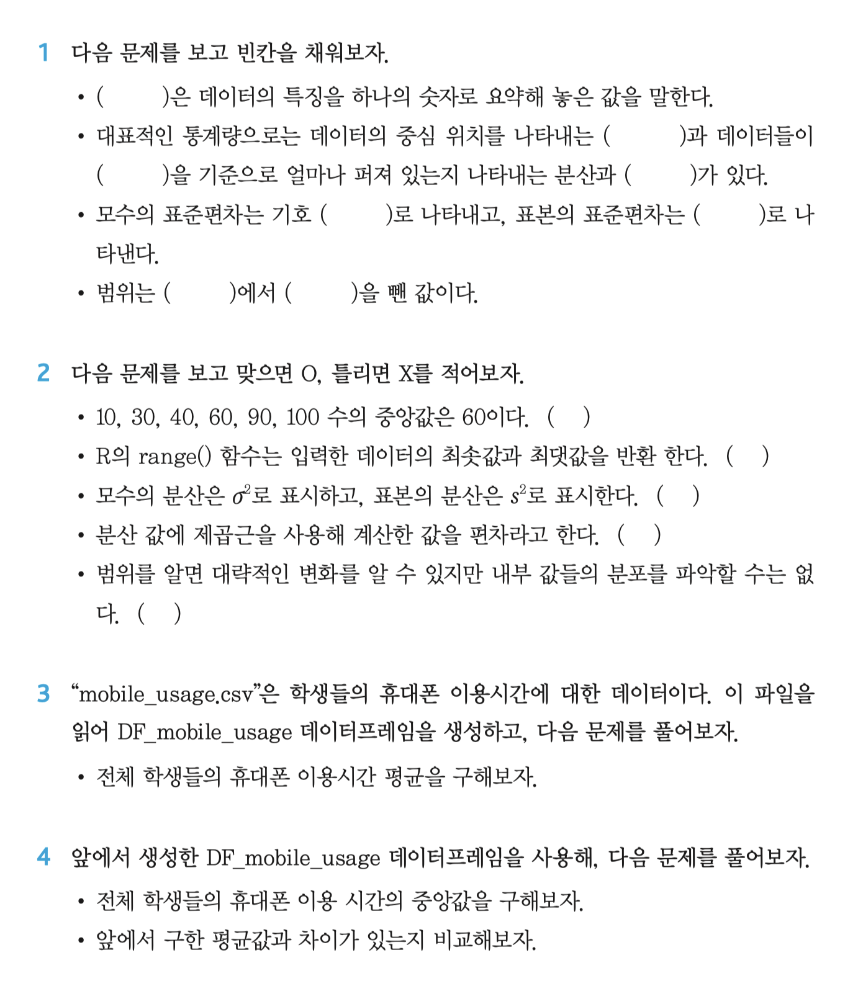 1 다음 문제를 보고 빈칸을 채워보자.
• (    )은 데이터의 특징을 하나의 숫자로 요약해 놓은 값을 말한다.
• 대표적인 통계량으로는 데이터의 중심 위치를 나타내는 (    )과 데이터들이
(    )을 기준으로 얼마나 퍼져 있는지 나타내는 분산과 (    )가 있다.
• 모수의 표준편차는 기호 (    )로 나타내고, 표본의 표준편차는 (    )로 나
타낸다.
• 범위는 (    )에서 (    )을 뺀 값이다.
2 다음 문제를 보고 맞으면 O, 틀리면 X를 적어보자.
• 10, 30, 40, 60, 90, 100 수의 중앙값은 60이다. (  )
• R의 range() 함수는 입력한 데이터의 최솟값과 최댓값을 반환 한다. (  )
• 모수의 분산은 σ²로 표시하고, 표본의 분산은 s²로 표시한다. (  )
• 분산 값에 제곱근을 사용해 계산한 값을 편차라고 한다. (  )
• 범위를 알면 대략적인 변화를 알 수 있지만 내부 값들의 분포를 파악할 수는 없
다. (  )
3 “mobile_usage.csv”은 학생들의 휴대폰 이용시간에 대한 데이터이다. 이 파일을
읽어 DF_mobile_usage 데이터프레임을 생성하고, 다음 문제를 풀어보자.
• 전체 학생들의 휴대폰 이용시간 평균을 구해보자.
4 앞에서 생성한 DF_mobile_usage 데이터프레임을 사용해, 다음 문제를 풀어보자.
• 전체 학생들의 휴대폰 이용 시간의 중앙값을 구해보자.
• 앞에서 구한 평균값과 차이가 있는지 비교해보자.